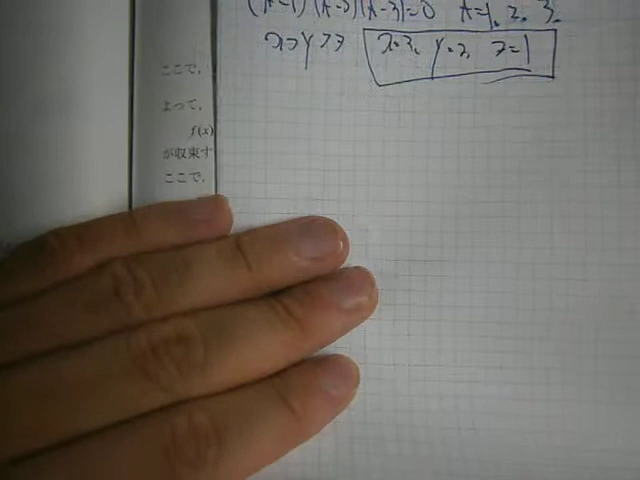 (A-1)(A-2)(A-3)=0 A=1, 2, 3.
x>y>z x=3, y=2, z=1
ここで,
よって,
f(x)
が収束す
ここで,